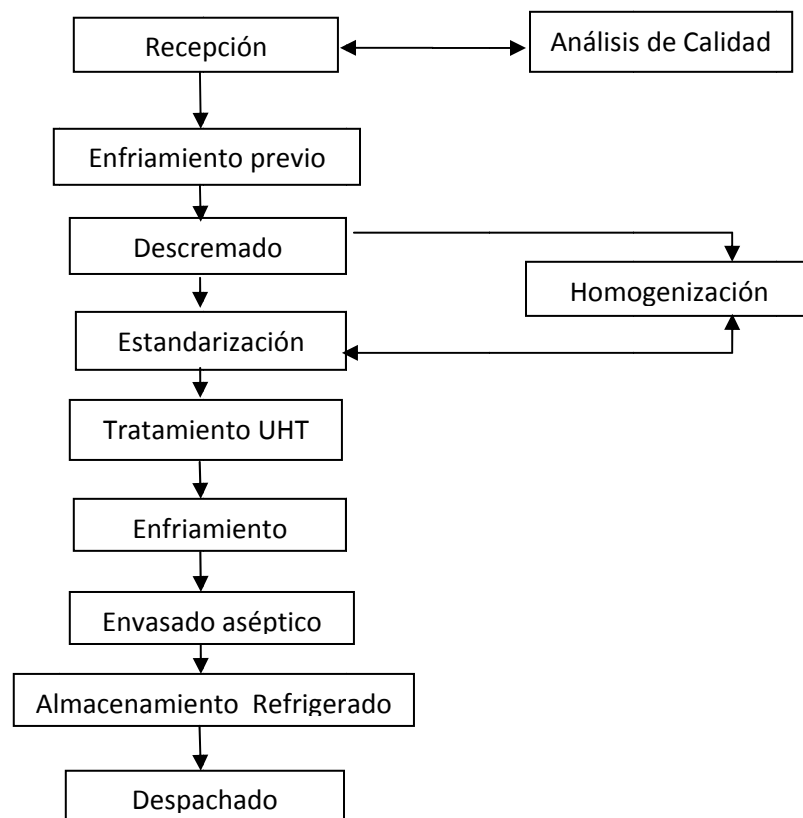 Recepción
Análisis de Calidad
Enfriamiento previo
Descremado
Homogenización
Estandarización
Tratamiento UHT
Enfriamiento
Envasado aséptico
Almacenamiento Refrigerado
Despachado